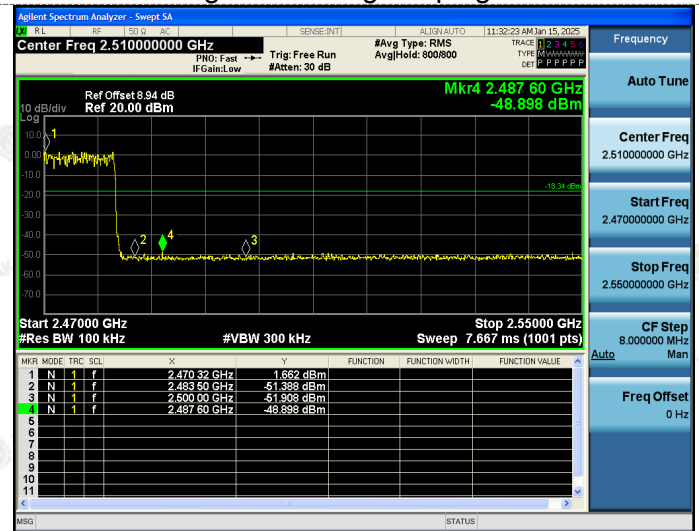 Agilent Spectrum Analyzer - Swept SA
RL RF 50 Ω AC SENSE:INT ALIGN AUTO 11:32:23 AM Jan 15, 2025
Center Freq 2.510000000 GHz
PNO: Fast
IFGain:Low
Trig: Free Run
#Atten: 30 dB
#Avg Type: RMS
Avg|Hold: 800/800
TRACE 1 2 3 4 5 6
TYPE MWWWWW
DET P P P P P P
Ref Offset 8.94 dB
10 dB/div Ref 20.00 dBm
Log
Mkr4 2.487 60 GHz
-48.898 dBm
10.0
0.00
-10.0
-20.0
-30.0
-40.0
-50.0
-60.0
-70.0
1
2
4
3
-18.34 dBm
Start 2.47000 GHz Stop 2.55000 GHz
#Res BW 100 kHz #VBW 300 kHz Sweep 7.667 ms (1001 pts)
MKR MODE TRC SCL X Y FUNCTION FUNCTION WIDTH FUNCTION VALUE
1 N 1 f 2.470 32 GHz 1.662 dBm
2 N 1 f 2.483 50 GHz -51.388 dBm
3 N 1 f 2.500 00 GHz -51.908 dBm
4 N 1 f 2.487 60 GHz -48.898 dBm
5
6
7
8
9
10
11
MSG STATUS
Frequency
Auto Tune
Center Freq
2.510000000 GHz
Start Freq
2.470000000 GHz
Stop Freq
2.550000000 GHz
CF Step
8.000000 MHz
Auto Man
Freq Offset
0 Hz